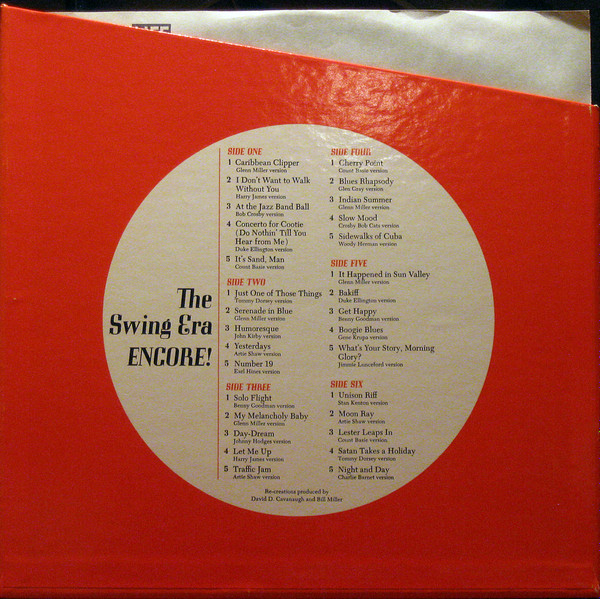 The
Swing Era
ENCORE!
SIDE ONE
1 Caribbean Clipper
Glenn Miller version
2 I Don't Want to Walk
Without You
Harry James version
3 At the Jazz Band Ball
Bob Crosby version
4 Concerto for Cootie
(Do Nothin' Till You
Hear from Me)
Duke Ellington version
5 It's Sand, Man
Count Basie version
SIDE TWO
1 Just One of Those Things
Tommy Dorsey version
2 Serenade in Blue
Glenn Miller version
3 Humoresque
John Kirby version
4 Yesterdays
Artie Shaw version
5 Number 19
Earl Hines version
SIDE THREE
1 Solo Flight
Benny Goodman version
2 My Melancholy Baby
Glenn Miller version
3 Day-Dream
Johnny Hodges version
4 Let Me Up
Harry James version
5 Traffic Jam
Artie Shaw version
SIDE FOUR
1 Cherry Point
Count Basie version
2 Blues Rhapsody
Glen Gray version
3 Indian Summer
Glenn Miller version
4 Slow Mood
Crosby Bob Cats version
5 Sidewalks of Cuba
Woody Herman version
SIDE FIVE
1 It Happened in Sun Valley
Glenn Miller version
2 Bakiff
Duke Ellington version
3 Get Happy
Benny Goodman version
4 Boogie Blues
Gene Krupa version
5 What's Your Story, Morning
Glory?
Jimmie Lunceford version
SIDE SIX
1 Unison Riff
Stan Kenton version
2 Moon Ray
Artie Shaw version
3 Lester Leaps In
Count Basie version
4 Satan Takes a Holiday
Tommy Dorsey version
5 Night and Day
Charlie Barnet version
Re-creations produced by
David D. Cavanaugh and Bill Miller